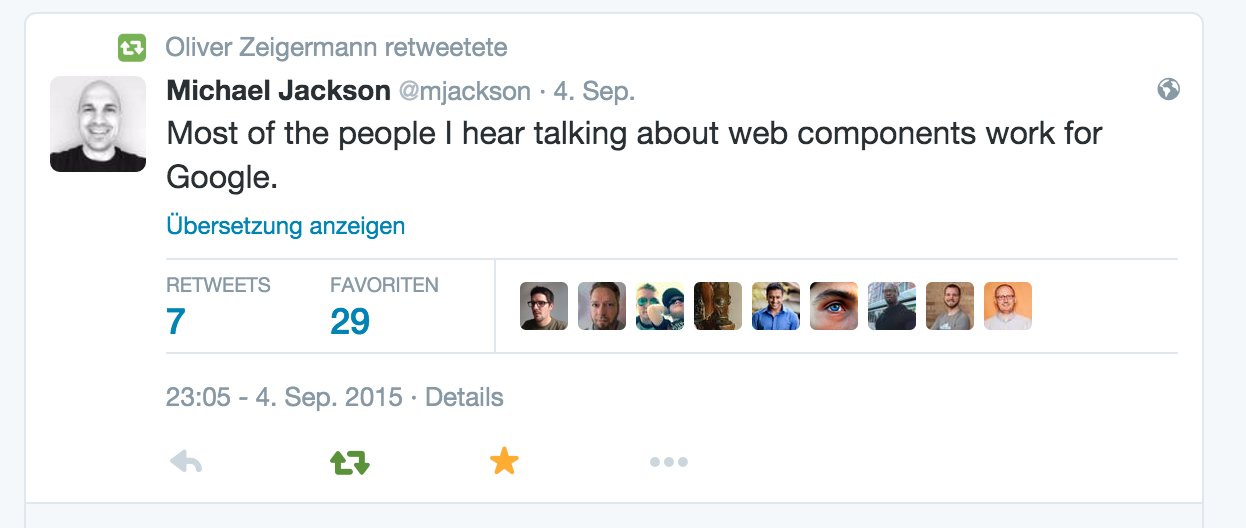 Oliver Zeigermann retweetete
Michael Jackson @mjackson · 4. Sep.
Most of the people I hear talking about web components work for
Google.
Übersetzung anzeigen
RETWEETS FAVORITEN
7 29
23:05 - 4. Sep. 2015 · Details